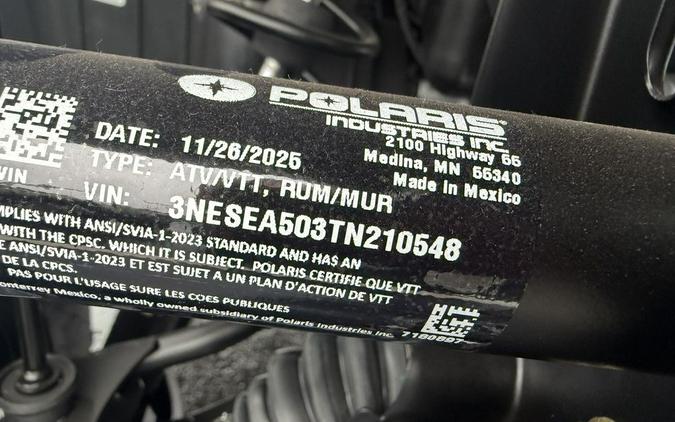 POLARIS
INDUSTRIES INC
2100 Highway 55
Medina, MN 55340
Made in Mexico
DATE: 11/26/2025
TYPE: ATV/VTT, RUM/MUR
VIN: 3NESEA503TN210548
VIN
MPLIES WITH ANSI/SVIA-1-2023 STANDARD AND HAS AN
WITH THE CPSC. WHICH IT IS SUBJECT. POLARIS CERTIFIE QUE VTT
E ANSI/SVIA-1-2023 ET EST SUJET A UN PLAN D'ACTION DE VTT
DE LA CPCS.
PAS POUR L'USAGE SURE LES COES PUBLIQUES
onterrey Mexico, a wholly owned subsidiary of Polaris Industries Inc. 7180897